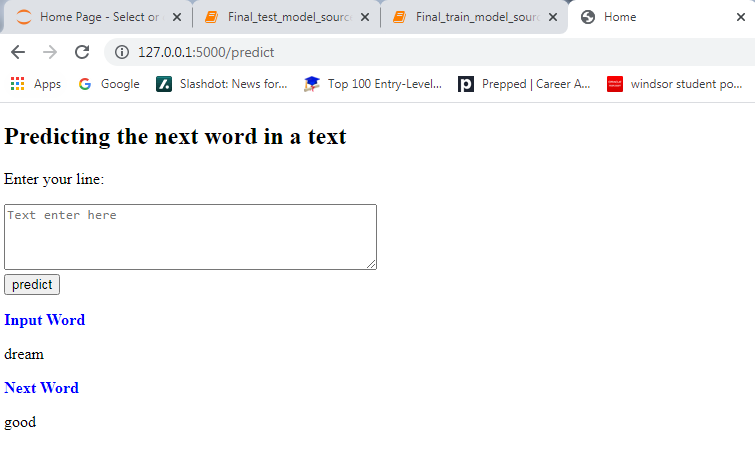 Home Page - Select or
Final_test_model_sourc
Final_train_model_sourc
Home
127.0.0.1:5000/predict
Apps
Google
Slashdot: News for...
Top 100 Entry-Level...
Prepped | Career A...
windsor student po...
Predicting the next word in a text
Enter your line:
Text enter here
predict
Input Word
dream
Next Word
good